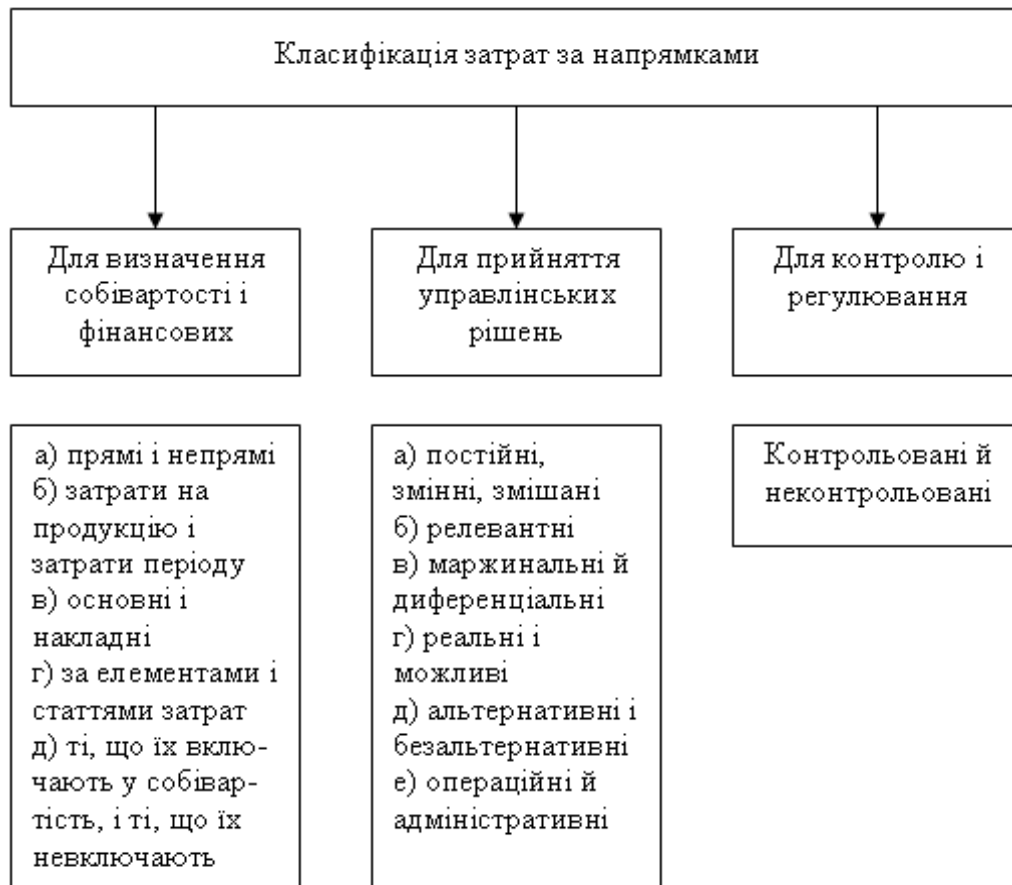 Класифікація затрат за напрямками
Для визначення
собівартості і
фінансових
Для прийняття
управлінських
рішень
Для контролю і
регулювання
а) прямі і непрямі
б) затрати на
продукцію і
затрати періоду
в) основні і
накладні
г) за елементами і
статтями затрат
д) ті, що їх вклю-
чають у собівар-
тість, і ті, що їх
невключають
а) постійні,
змінні, змішані
б) релевантні
в) маржинальні й
диференціальні
г) реальні і
можливі
д) альтернативні і
безальтернативні
е) операційні й
адміністративні
Контрольовані й
неконтрольовані